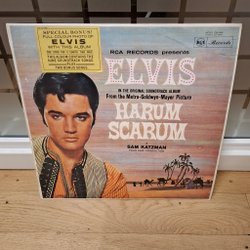 SPECIAL BONUS!
FULL COLOUR PHOTO OF
ELVIS
WITH THIS ALBUM
RCA RECORDS presents
RCA Records
ELVIS
IN THE ORIGINAL SOUNDTRACK ALBUM
From the Metro-Goldwyn-Mayer Picture
HARUM
SCARUM
SAM KATZMAN